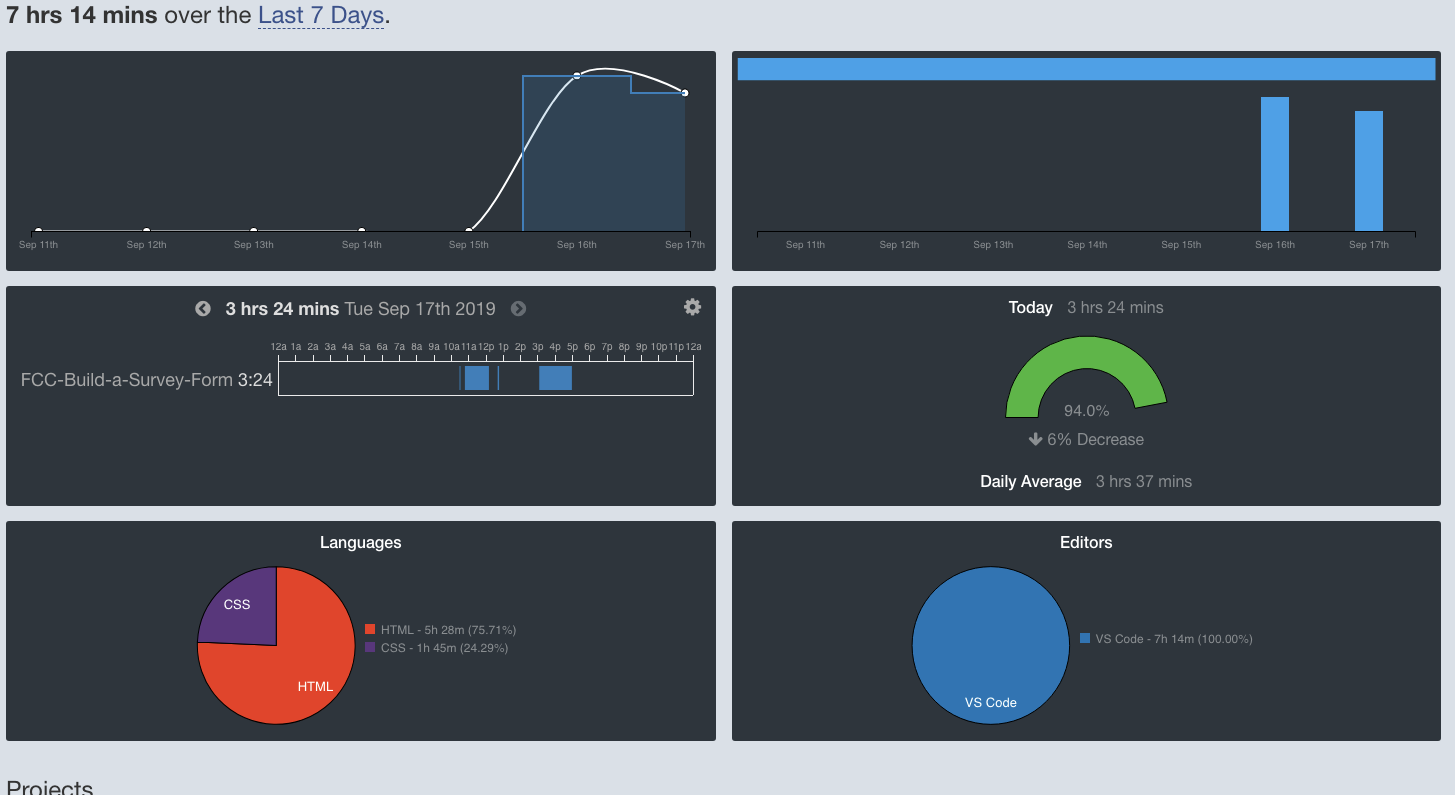 7 hrs 14 mins over the Last 7 Days.
Sep 11th Sep 12th Sep 13th Sep 14th Sep 15th Sep 16th Sep 17th
Sep 11th Sep 12th Sep 13th Sep 14th Sep 15th Sep 16th Sep 17th
3 hrs 24 mins Tue Sep 17th 2019
12a 1a 2a 3a 4a 5a 6a 7a 8a 9a 10a 11a 12p 1p 2p 3p 4p 5p 6p 7p 8p 9p 10p 11p 12a
FCC-Build-a-Survey-Form 3:24
Today 3 hrs 24 mins
94.0%
6% Decrease
Daily Average 3 hrs 37 mins
Languages
CSS
HTML
HTML - 5h 28m (75.71%)
CSS - 1h 45m (24.29%)
Editors
VS Code
VS Code - 7h 14m (100.00%)
Projects